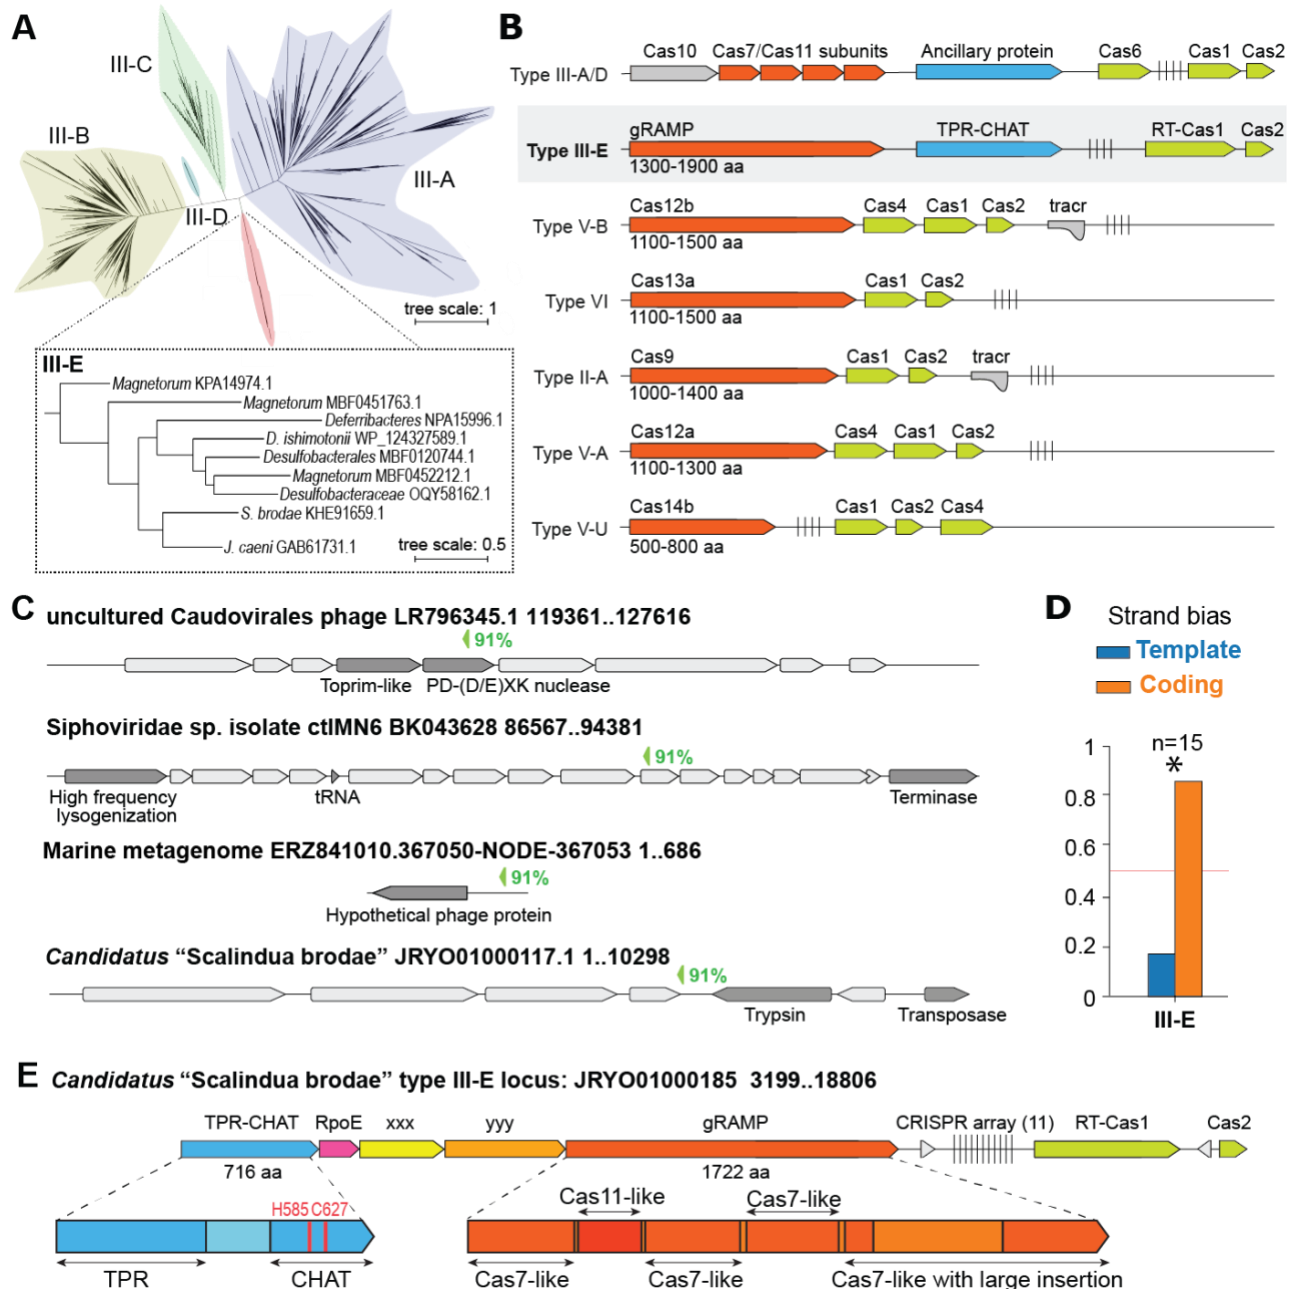 A
III-C
III-B
III-A
III-D
tree scale: 1
III-E
Magnetorum KPA14974.1
Magnetorum MBF0451763.1
Deferribacteres NPA15996.1
D. ishimotonii WP_124327589.1
Desulfobacterales MBF0120744.1
Magnetorum MBF0452212.1
Desulfobacteraceae OQY58162.1
S. brodae KHE91659.1
J. caeni GAB61731.1
tree scale: 0.5
B
Cas10 Cas7/Cas11 subunits Ancillary protein Cas6 Cas1 Cas2
Type III-A/D
gRAMP TPR-CHAT RT-Cas1 Cas2
Type III-E
1300-1900 aa
Cas12b Cas4 Cas1 Cas2 tracr
Type V-B
1100-1500 aa
Cas13a Cas1 Cas2
Type VI
1100-1500 aa
Cas9 Cas1 Cas2 tracr
Type II-A
1000-1400 aa
Cas12a Cas4 Cas1 Cas2
Type V-A
1100-1300 aa
Cas14b Cas1 Cas2 Cas4
Type V-U
500-800 aa
C
uncultured Caudovirales phage LR796345.1 119361..127616
91%
Toprim-like PD-(D/E)XK nuclease
Siphoviridae sp. isolate ctIMN6 BK043628 86567..94381
91%
High frequency
lysogenization
tRNA
Terminase
Marine metagenome ERZ841010.367050-NODE-367053 1..686
91%
Hypothetical phage protein
Candidatus “Scalindua brodae” JRYO01000117.1 1..10298
91%
Trypsin Transposase
D
Strand bias
Template
Coding
n=15
*
1
0.8
0.6
0.4
0.2
0
III-E
E
Candidatus “Scalindua brodae” type III-E locus: JRYO01000185 3199..18806
TPR-CHAT RpoE xxx yyy gRAMP CRISPR array (11) RT-Cas1 Cas2
716 aa 1722 aa
H585 C627
Cas11-like Cas7-like
TPR CHAT Cas7-like Cas7-like Cas7-like with large insertion